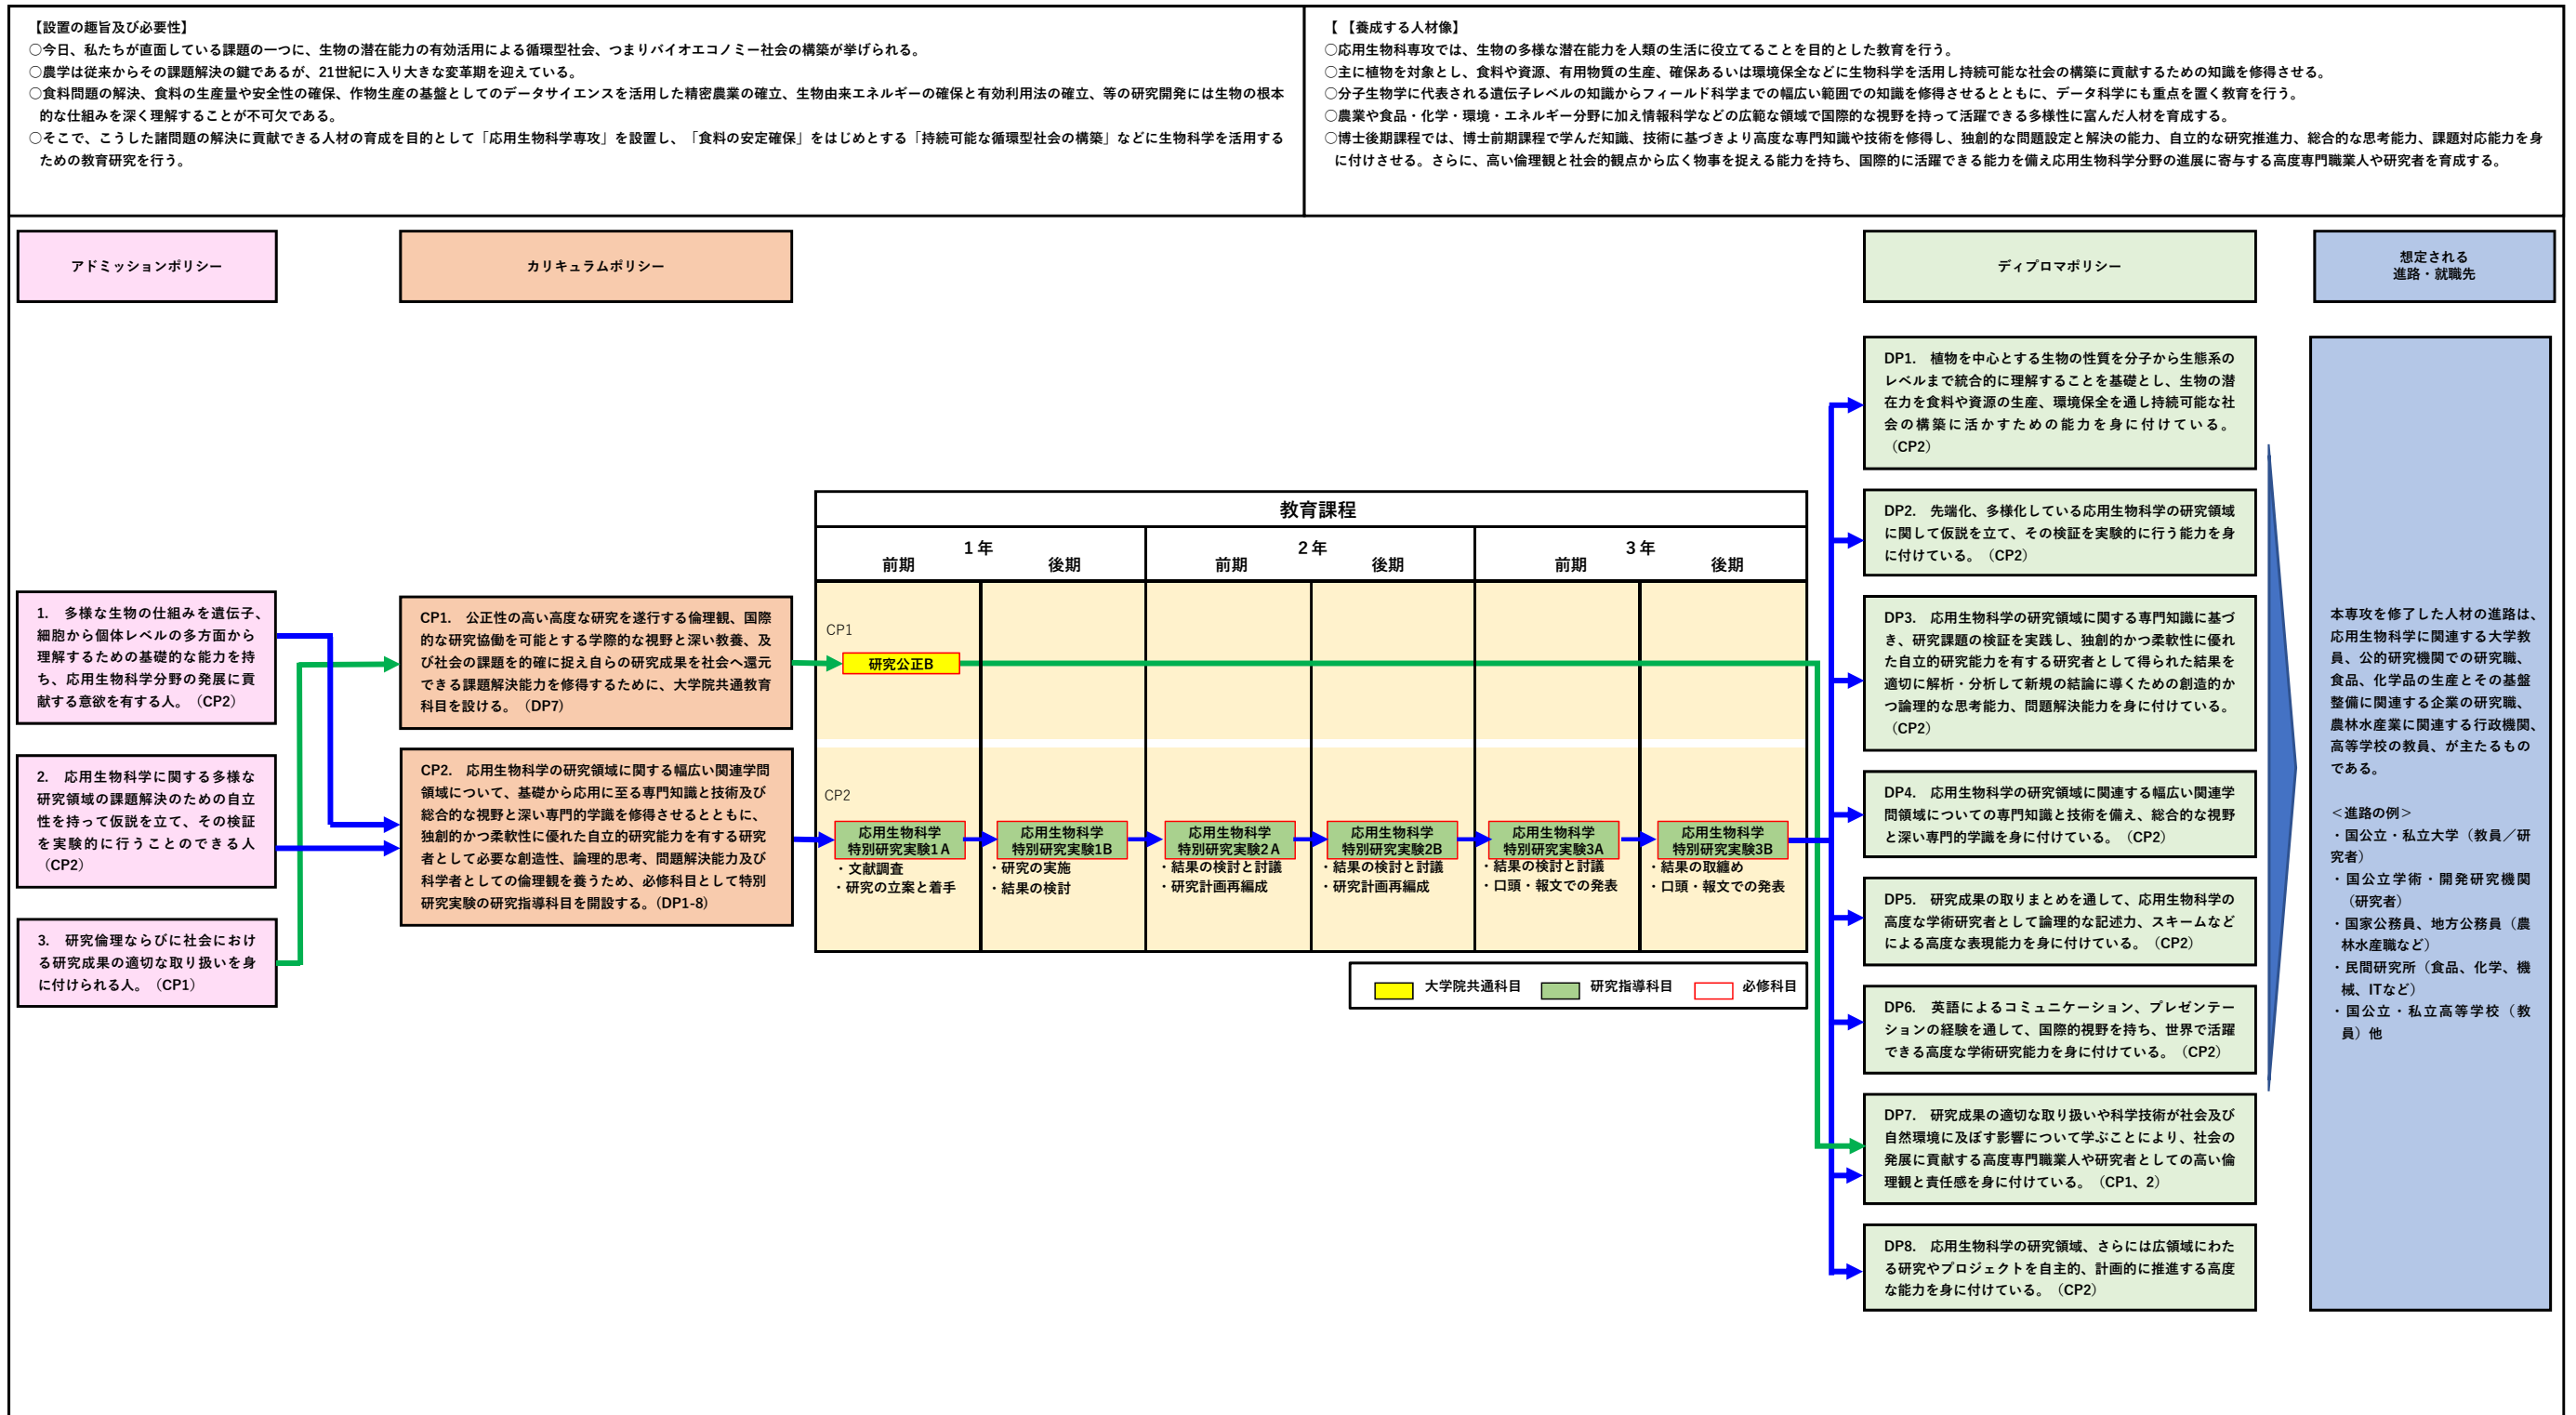 【設置の趣旨及び必要性】
○今日、私たちが直面している課題の一つに、生物の潜在能力の有効活用による循環型社会、つまりバイオエコノミー社会の構築が挙げられる。
○農学は従来からその課題解決の鍵であるが、21世紀に入り大きな変革期を迎えている。
○食料問題の解決、食料の生産量や安全性の確保、作物生産の基盤としてのデータサイエンスを活用した精密農業の確立、生物由来エネルギーの確保と有効利用法の確立、等の研究開発には生物の根本
的な仕組みを深く理解することが不可欠である。
○そこで、こうした諸問題の解決に貢献できる人材の育成を目的として「応用生物科学専攻」を設置し、「食料の安定確保」をはじめとする「持続可能な循環型社会の構築」などに生物科学を活用する
ための教育研究を行う。
【 【養成する人材像】
○応用生物科専攻では、生物の多様な潜在能力を人類の生活に役立てることを目的とした教育を行う。
○主に植物を対象とし、食料や資源、有用物質の生産、確保あるいは環境保全などに生物科学を活用し持続可能な社会の構築に貢献するための知識を修得させる。
○分子生物学に代表される遺伝子レベルの知識からフィールド科学までの幅広い範囲での知識を修得させるとともに、データ科学にも重点を置く教育を行う。
○農業や食品・化学・環境・エネルギー分野に加え情報科学などの広範な領域で国際的な視野を持って活躍できる多様性に富んだ人材を育成する。
○博士後期課程では、博士前期課程で学んだ知識、技術に基づきより高度な専門知識や技術を修得し、独創的な問題設定と解決の能力、自立的な研究推進力、総合的な思考能力、課題対応能力を身
に付けさせる。さらに、高い倫理観と社会的観点から広く物事を捉える能力を持ち、国際的に活躍できる能力を備え応用生物科学分野の進展に寄与する高度専門職業人や研究者を育成する。
アドミッションポリシー
カリキュラムポリシー
ディプロマポリシー
想定される
進路・就職先
1. 多様な生物の仕組みを遺伝子、
細胞から個体レベルの多方面から
理解するための基礎的な能力を持
ち、応用生物科学分野の発展に貢
献する意欲を有する人。（CP2）
2. 応用生物科学に関する多様な
研究領域の課題解決のための自立
性を持って仮説を立て、その検証
を実験的に行うことのできる人
（CP2）
3. 研究倫理ならびに社会におけ
る研究成果の適切な取り扱いを身
に付けられる人。（CP1）
CP1. 公正性の高い高度な研究を遂行する倫理観、国際
的な研究協働を可能とする学際的な視野と深い教養、及
び社会の課題を的確に捉え自らの研究成果を社会へ還元
できる課題解決能力を修得するために、大学院共通教育
科目を設ける。（DP7）
CP2. 応用生物科学の研究領域に関する幅広い関連学問
領域について、基礎から応用に至る専門知識と技術及び
総合的な視野と深い専門的学識を修得させるとともに、
独創的かつ柔軟性に優れた自立的研究能力を有する研究
者として必要な創造性、論理的思考、問題解決能力及び
科学者としての倫理観を養うため、必修科目として特別
研究実験の研究指導科目を開設する。（DP1-8）
教育課程
1 年
2 年
3 年
前期
後期
前期
後期
前期
後期
CP1
研究公正B
CP2
応用生物科学
特別研究実験1A
・文献調査
・研究の立案と着手
応用生物科学
特別研究実験1B
・研究の実施
・結果の検討
応用生物科学
特別研究実験2A
・結果の検討と討議
・研究計画再編成
応用生物科学
特別研究実験2B
・結果の検討と討議
・研究計画再編成
応用生物科学
特別研究実験3A
・結果の検討と討議
・口頭・報文での発表
応用生物科学
特別研究実験3B
・結果の取纏め
・口頭・報文での発表
大学院共通科目
研究指導科目
必修科目
DP1. 植物を中心とする生物の性質を分子から生態系の
レベルまで統合的に理解することを基礎とし、生物の潜
在力を食料や資源の生産、環境保全を通し持続可能な社
会の構築に活かすための能力を身に付けている。
（CP2）
DP2. 先端化、多様化している応用生物科学の研究領域
に関して仮説を立て、その検証を実験的に行う能力を身
に付けている。（CP2）
DP3. 応用生物科学の研究領域に関する専門知識に基づ
き、研究課題の検証を実践し、独創的かつ柔軟性に優れ
た自立的研究能力を有する研究者として得られた結果を
適切に解析・分析して新規の結論に導くための創造的か
つ論理的な思考能力、問題解決能力を身に付けている。
（CP2）
DP4. 応用生物科学の研究領域に関連する幅広い関連学
問領域についての専門知識と技術を備え、総合的な視野
と深い専門的学識を身に付けている。（CP2）
DP5. 研究成果の取りまとめを通して、応用生物科学の
高度な学術研究者として論理的な記述力、スキームなど
による高度な表現能力を身に付けている。（CP2）
DP6. 英語によるコミュニケーション、プレゼンテー
ションの経験を通して、国際的視野を持ち、世界で活躍
できる高度な学術研究能力を身に付けている。（CP2）
DP7. 研究成果の適切な取り扱いや科学技術が社会及び
自然環境に及ぼす影響について学ぶことにより、社会の
発展に貢献する高度専門職業人や研究者としての高い倫
理観と責任感を身に付けている。（CP1、2）
DP8. 応用生物科学の研究領域、さらには広領域にわた
る研究やプロジェクトを自主的、計画的に推進する高度
な能力を身に付けている。（CP2）
本専攻を修了した人材の進路は、
応用生物科学に関連する大学教
員、公的研究機関での研究職、
食品、化学品の生産とその基盤
整備に関連する企業の研究職、
農林水産業に関連する行政機関、
高等学校の教員、が主たるもの
である。
＜進路の例＞
・国公立・私立大学（教員／研
究者）
・国公立学術・開発研究機関
（研究者）
・国家公務員、地方公務員（農
林水産職など）
・民間研究所（食品、化学、機
械、ITなど）
・国公立・私立高等学校（教
員）他